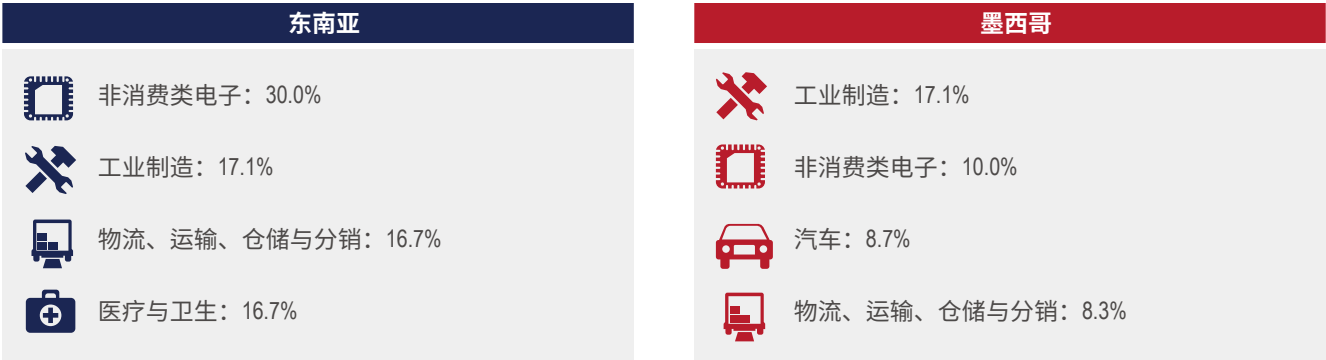 东南亚
非消费类电子：30.0%
工业制造：17.1%
物流、运输、仓储与分销：16.7%
医疗与卫生：16.7%
墨西哥
工业制造：17.1%
非消费类电子：10.0%
汽车：8.7%
物流、运输、仓储与分销：8.3%